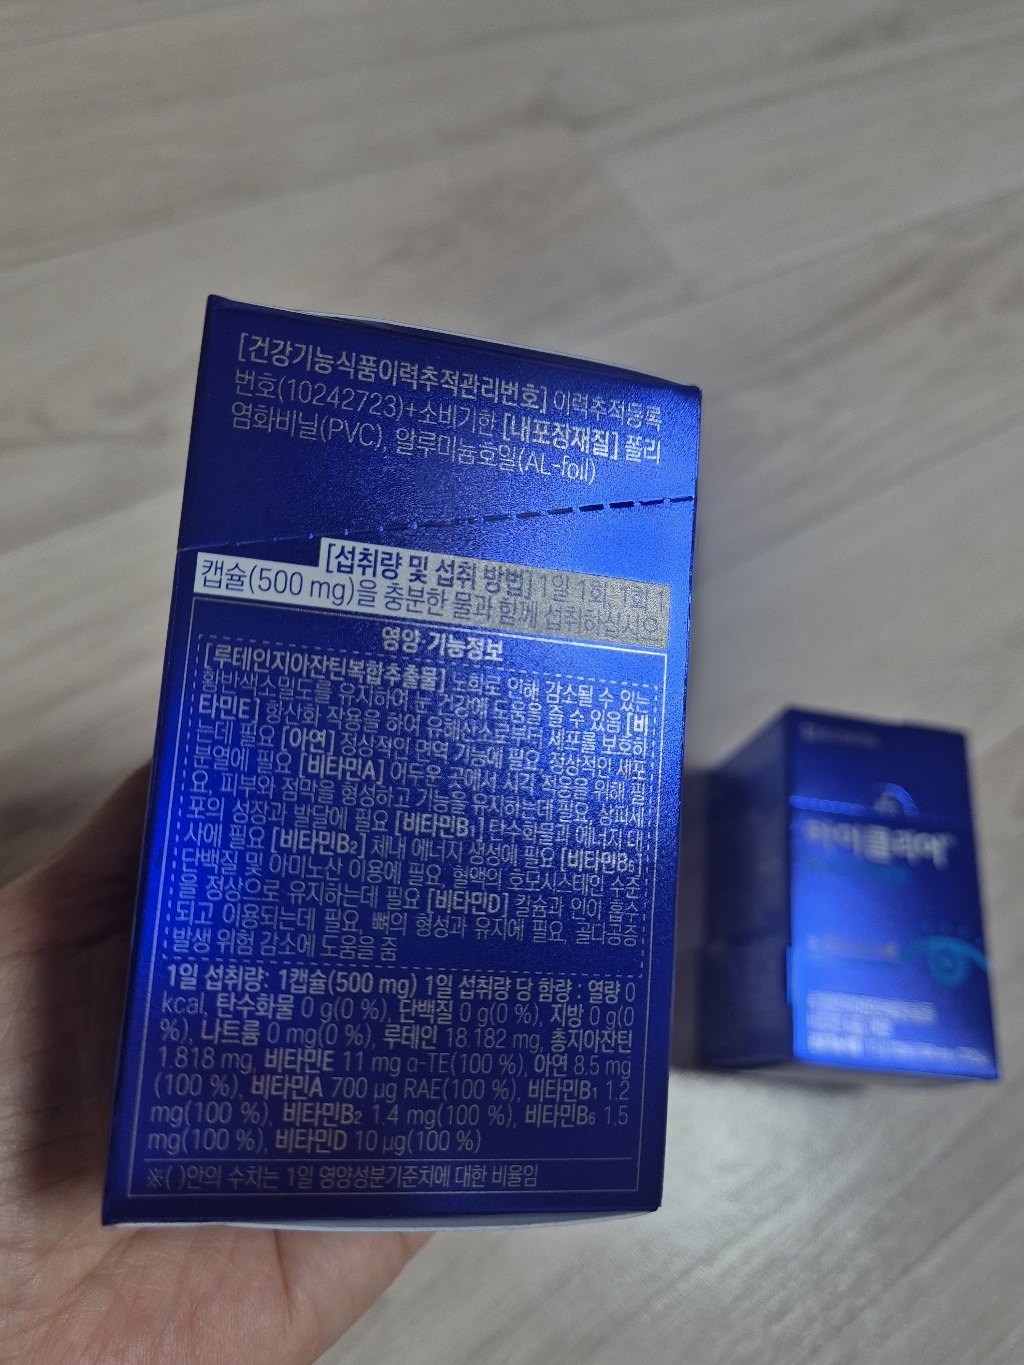 [건강기능식품이력추적관리번호] 이력추적등록
번호(10242723)+소비기한 [내포장재질] 폴리
염화비닐(PVC), 알루미늄호일(AL-foil)
[섭취량 및 섭취 방법] 1일 1회, 1회 1
캡슐(500 mg)을 충분한 물과 함께 섭취하십시오
영양·기능정보
[루테인지아잔틴복합추출물] 노화로 인해 감소될 수 있는
황반색소밀도를 유지하여 눈 건강에 도움을 줄 수 있음 [비
타민E] 항산화 작용을 하여 유해산소로부터 세포를 보호하
는데 필요 [아연] 정상적인 면역 기능에 필요, 정상적인 세포
분열에 필요 [비타민A] 어두운 곳에서 시각 적응을 위해 필
요, 피부와 점막을 형성하고 기능을 유지하는데 필요, 상피세
포의 성장과 발달에 필요 [비타민B₁] 탄수화물과 에너지 대
사에 필요 [비타민B₂] 체내 에너지 생성에 필요 [비타민B₆]
단백질 및 아미노산 이용에 필요, 혈액의 호모시스테인 수준
을 정상으로 유지하는데 필요 [비타민D] 칼슘과 인이 흡수
되고 이용되는데 필요, 뼈의 형성과 유지에 필요, 골다공증
발생 위험 감소에 도움을 줌
1일 섭취량: 1캡슐(500 mg) 1일 섭취량 당 함량 : 열량 0
kcal, 탄수화물 0 g(0 %), 단백질 0 g(0 %), 지방 0 g(0
%), 나트륨 0 mg(0 %), 루테인 18.182 mg, 총지아잔틴
1.818 mg, 비타민E 11 mg α-TE(100 %), 아연 8.5 mg
(100 %), 비타민A 700 μg RAE(100 %), 비타민B₁ 1.2
mg(100 %), 비타민B₂ 1.4 mg(100 %), 비타민B₆ 1.5
mg(100 %), 비타민D 10 μg(100 %)
※( )안의 수치는 1일 영양성분기준치에 대한 비율임
아이클리어